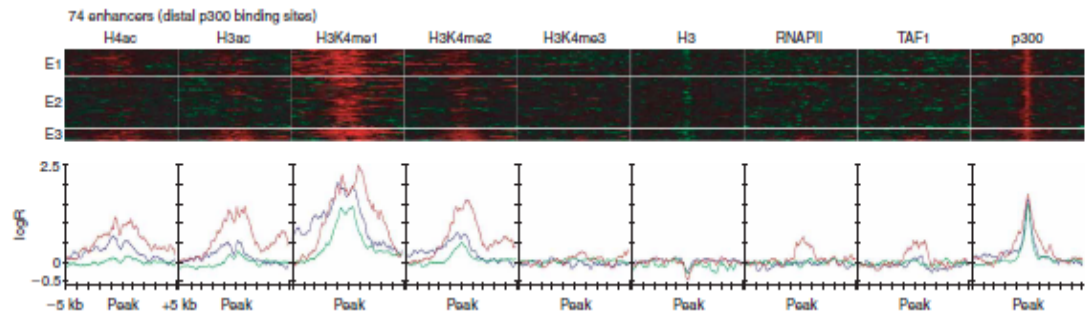 74 enhancers (distal p300 binding sites)
H4ac H3ac H3K4me1 H3K4me2 H3K4me3 H3 RNAPII TAF1 p300
E1
E2
E3
2.5
logR
0
−0.5
−5 kb Peak +5 kb Peak Peak Peak Peak Peak Peak Peak Peak